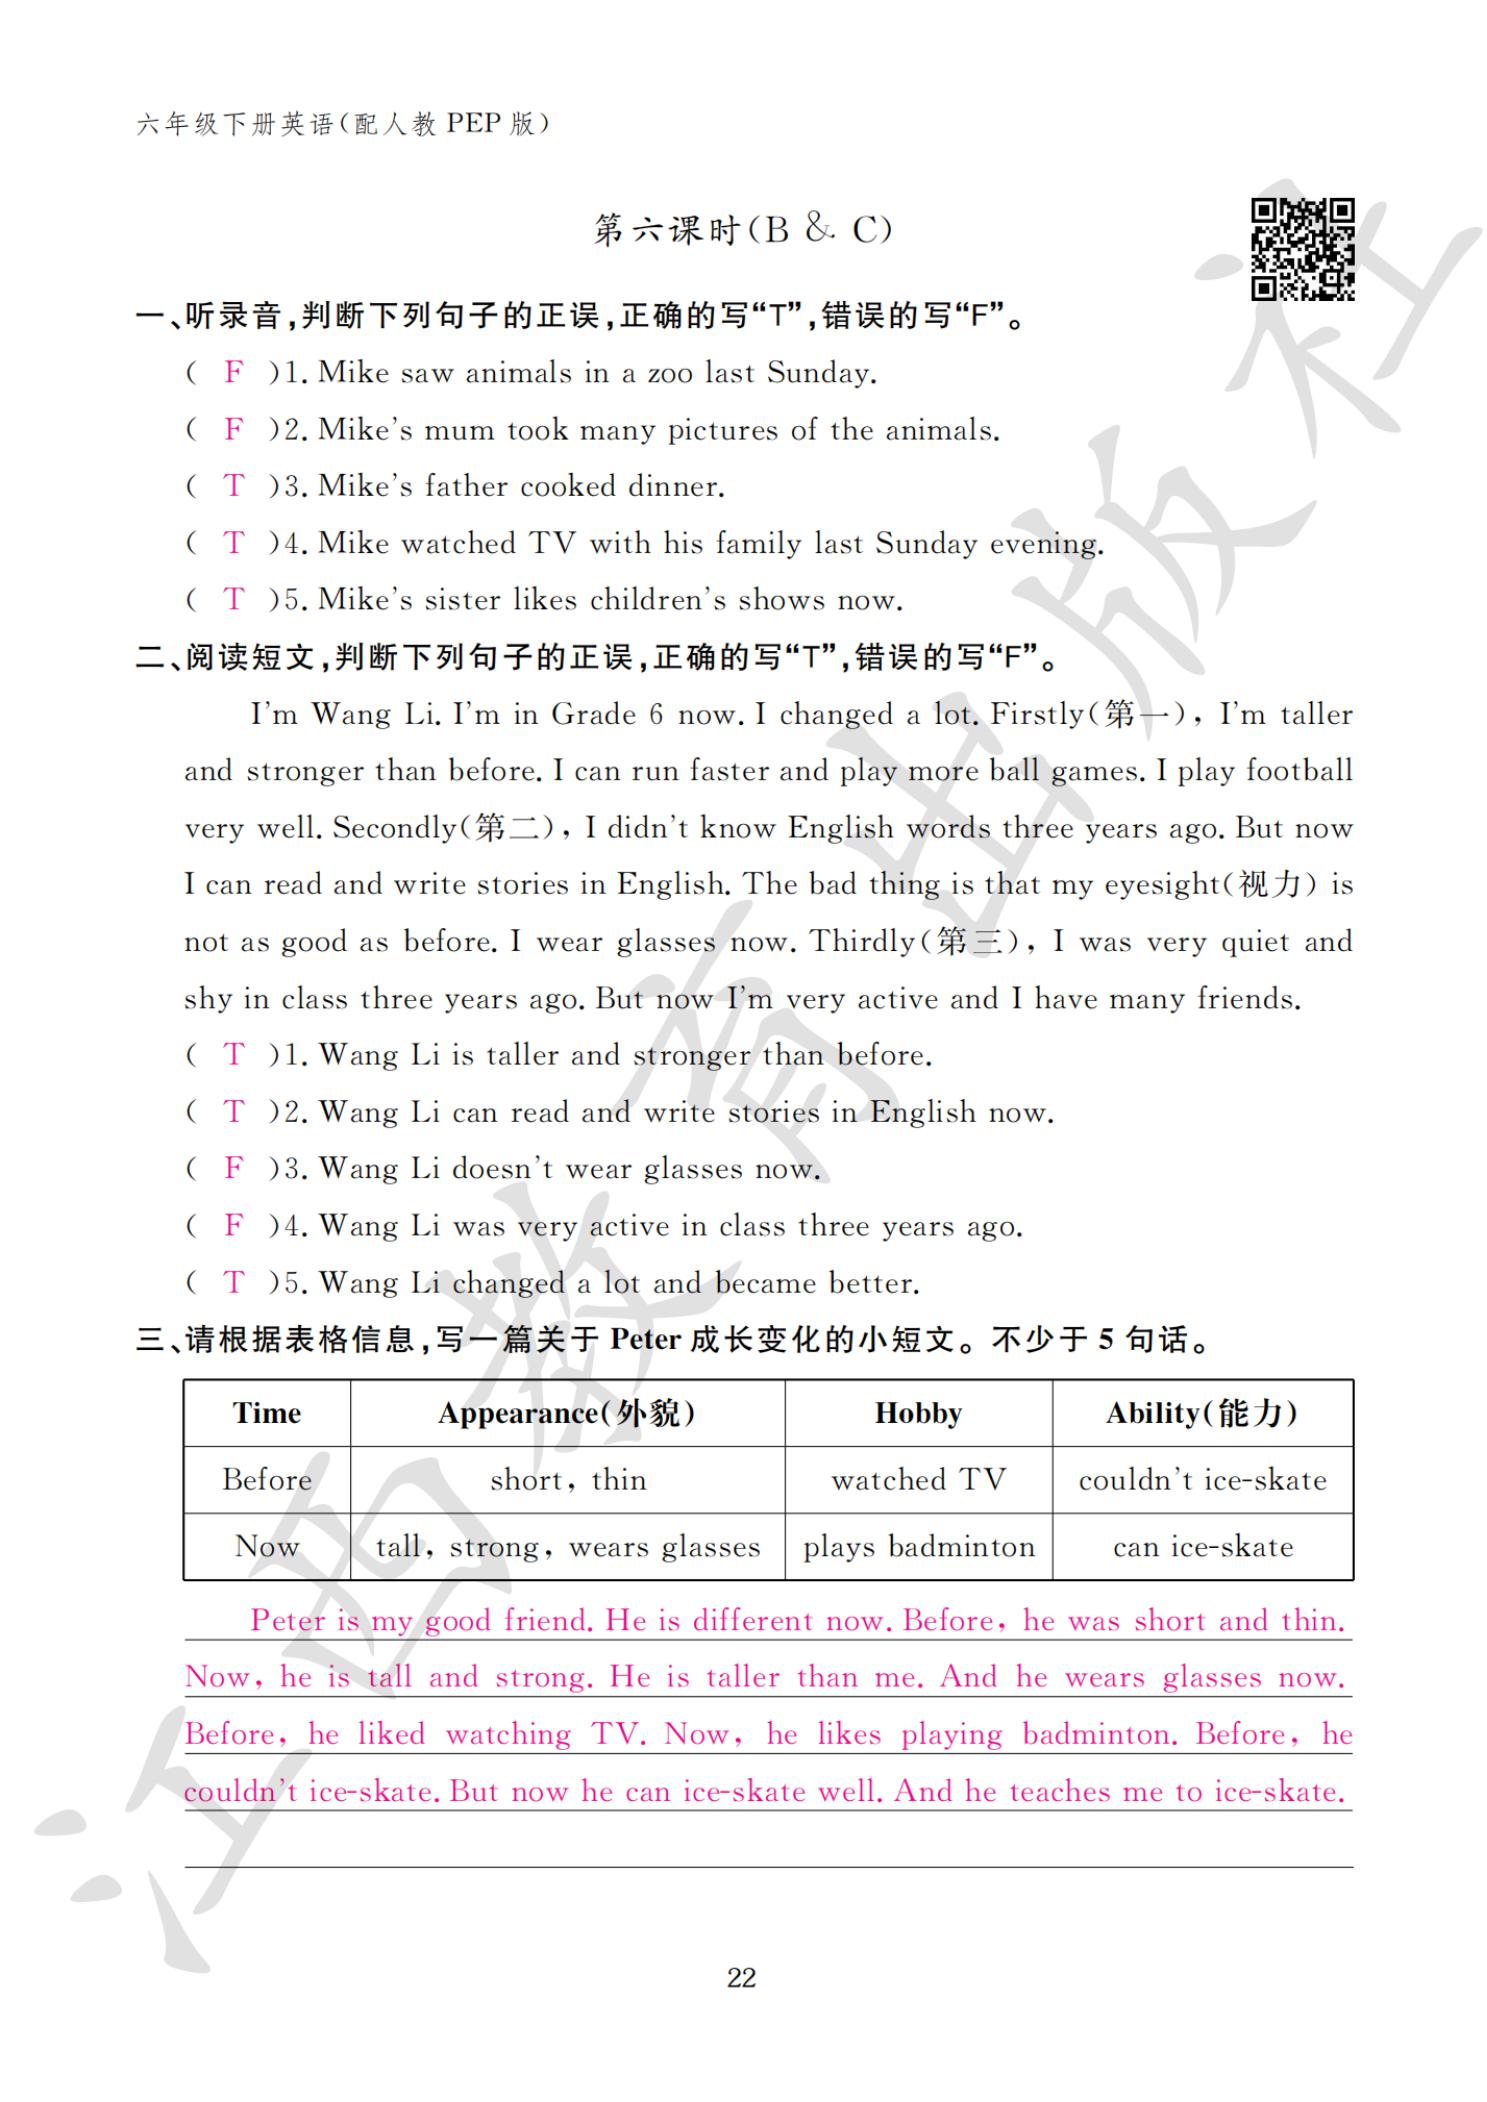 六年级下册英语(配人教 PEP 版)
第六课时(B & C)
一、听录音,判断下列句子的正误,正确的写“T”,错误的写“F”。
( F )1. Mike saw animals in a zoo last Sunday.
( F )2. Mike’s mum took many pictures of the animals.
( T )3. Mike’s father cooked dinner.
( T )4. Mike watched TV with his family last Sunday evening.
( T )5. Mike’s sister likes children’s shows now.
二、阅读短文,判断下列句子的正误,正确的写“T”,错误的写“F”。
I’m Wang Li. I’m in Grade 6 now. I changed a lot. Firstly(第一), I’m taller
and stronger than before. I can run faster and play more ball games. I play football
very well. Secondly(第二), I didn’t know English words three years ago. But now
I can read and write stories in English. The bad thing is that my eyesight(视力) is
not as good as before. I wear glasses now. Thirdly(第三), I was very quiet and
shy in class three years ago. But now I’m very active and I have many friends.
( T )1. Wang Li is taller and stronger than before.
( T )2. Wang Li can read and write stories in English now.
( F )3. Wang Li doesn’t wear glasses now.
( F )4. Wang Li was very active in class three years ago.
( T )5. Wang Li changed a lot and became better.
三、请根据表格信息,写一篇关于 Peter 成长变化的小短文。不少于 5 句话。
Time Appearance(外貌) Hobby Ability(能力)
Before short, thin watched TV couldn’t ice-skate
Now tall, strong, wears glasses plays badminton can ice-skate
Peter is my good friend. He is different now. Before, he was short and thin.
Now, he is tall and strong. He is taller than me. And he wears glasses now.
Before, he liked watching TV. Now, he likes playing badminton. Before, he
couldn’t ice-skate. But now he can ice-skate well. And he teaches me to ice-skate.
22
江西教育出版社